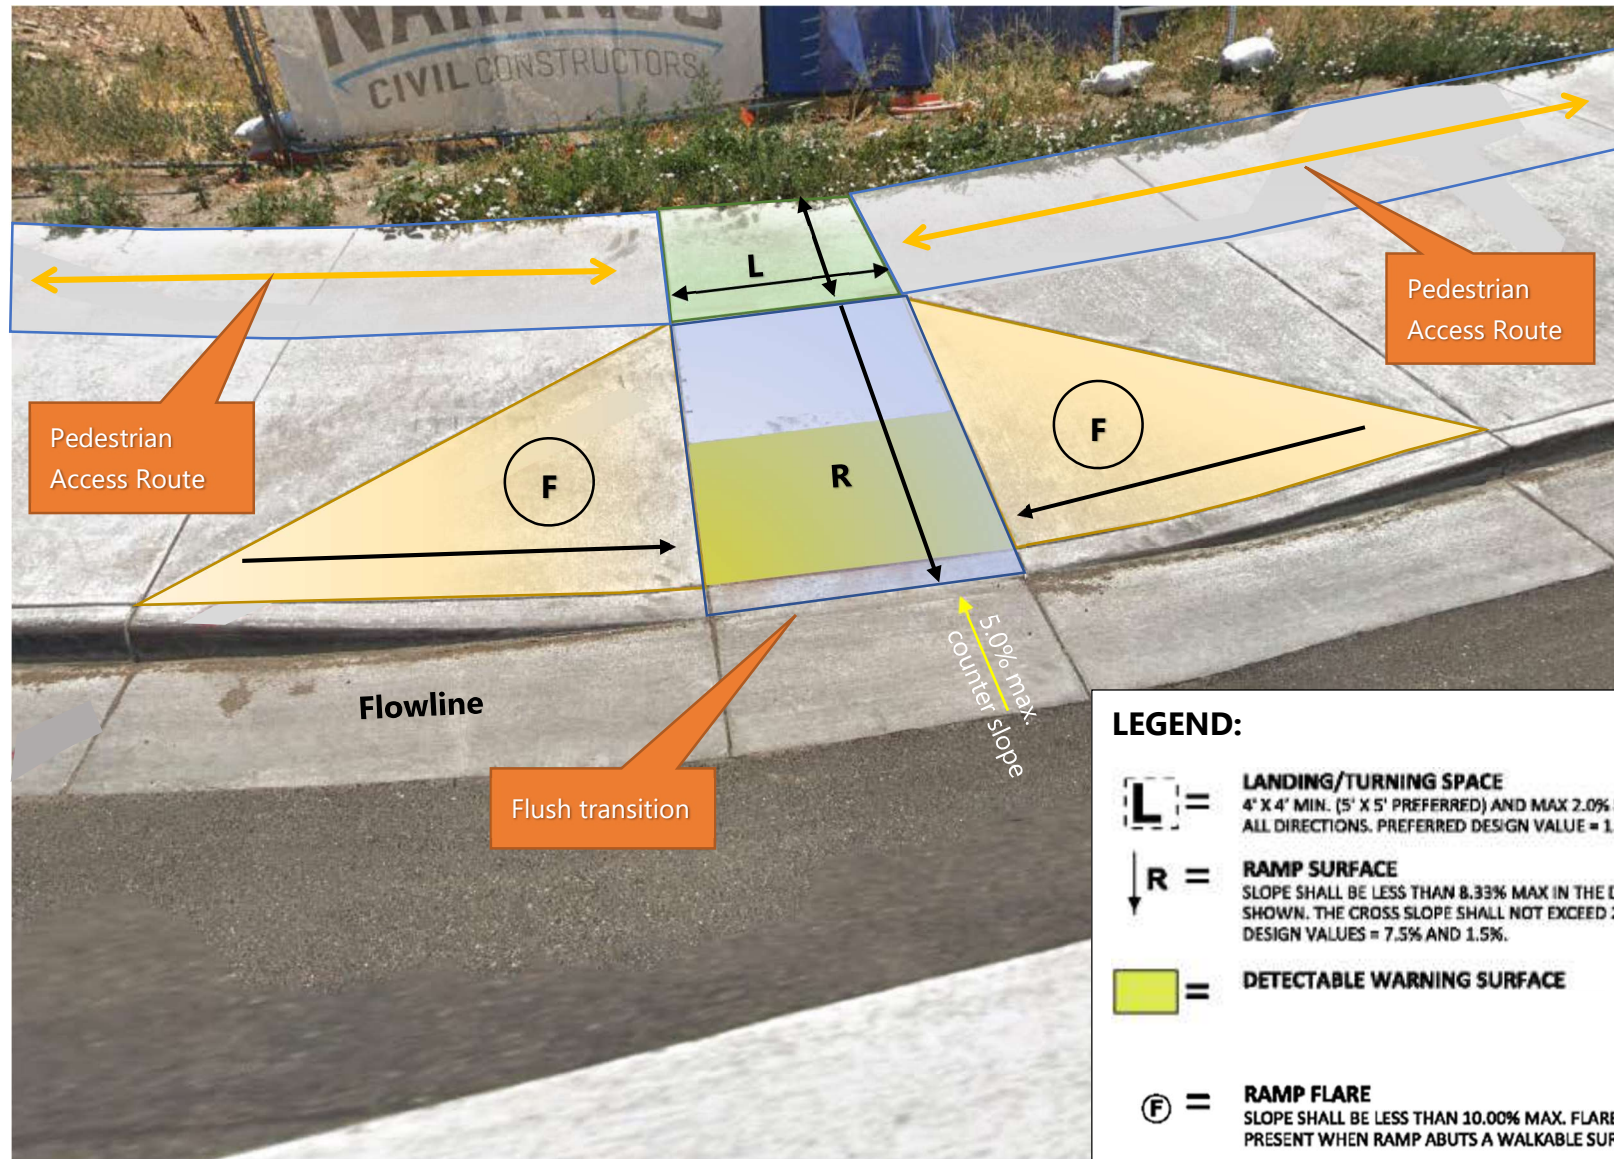 NARANJO
CIVIL CONSTRUCTORS
L
Pedestrian
Access Route
Pedestrian
Access Route
F
F
R
5.0% max.
counter slope
Flowline
Flush transition
LEGEND:
L = LANDING/TURNING SPACE
4' X 4' MIN. (5' X 5' PREFERRED) AND MAX 2.0%
ALL DIRECTIONS. PREFERRED DESIGN VALUE = 1.
R = RAMP SURFACE
SLOPE SHALL BE LESS THAN 8.33% MAX IN THE
SHOWN. THE CROSS SLOPE SHALL NOT EXCEED
DESIGN VALUES = 7.5% AND 1.5%.
= DETECTABLE WARNING SURFACE
F = RAMP FLARE
SLOPE SHALL BE LESS THAN 10.00% MAX. FLARE
PRESENT WHEN RAMP ABUTS A WALKABLE